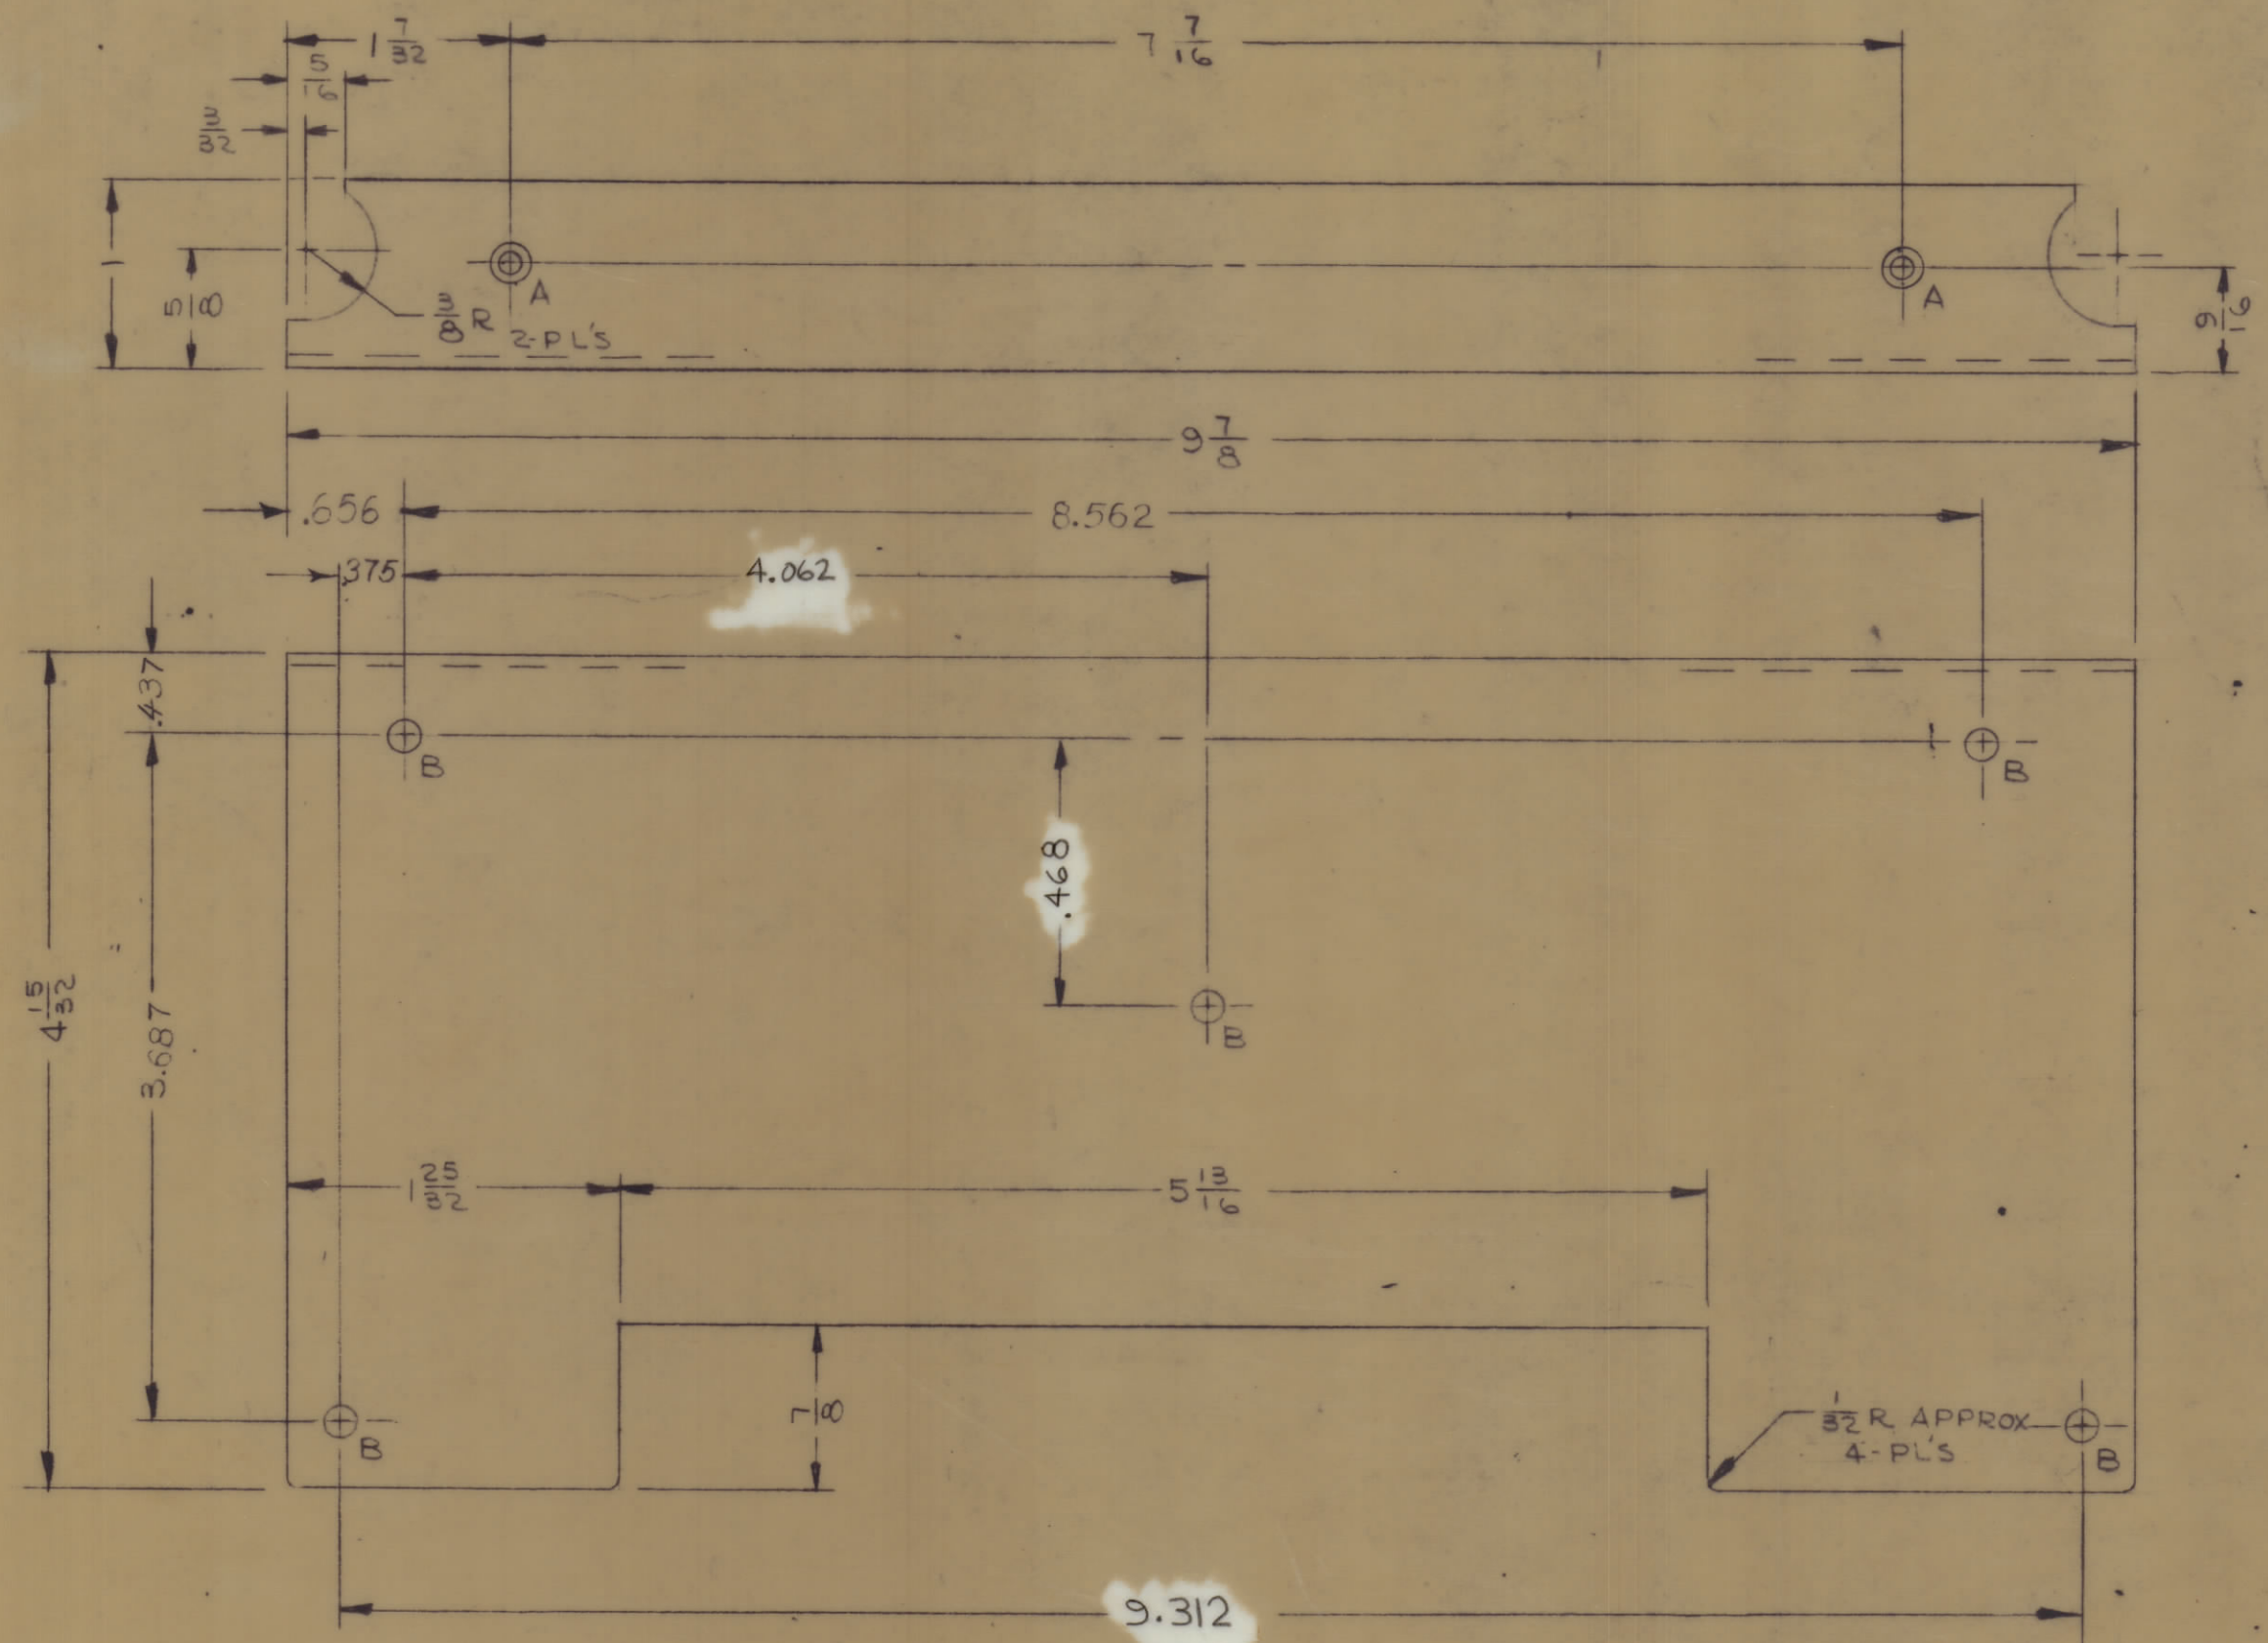 1 7/32
7 7/16
5/16
3/32
1
5/8
3/8 R
2-PL'S
A
A
9/16
9 7/8
.656
8.562
.375
4.062
.437
B
B
.468
4 15/32
3.687
B
1 25/32
5 13/16
7/8
B
1/32 R APPROX
4-PL'S
B
9.312